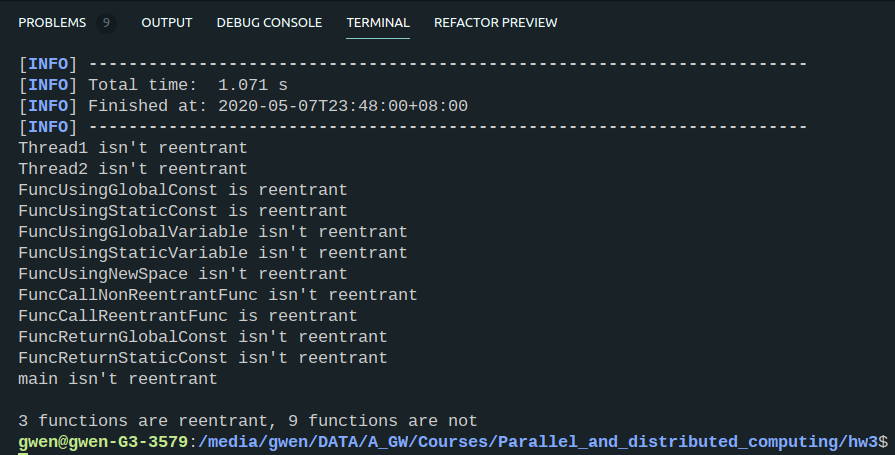 PROBLEMS 9 OUTPUT DEBUG CONSOLE TERMINAL REFACTOR PREVIEW
[INFO] ------------------------------------------------------------------------
[INFO] Total time:  1.071 s
[INFO] Finished at: 2020-05-07T23:48:00+08:00
[INFO] ------------------------------------------------------------------------
Thread1 isn't reentrant
Thread2 isn't reentrant
FuncUsingGlobalConst is reentrant
FuncUsingStaticConst is reentrant
FuncUsingGlobalVariable isn't reentrant
FuncUsingStaticVariable isn't reentrant
FuncUsingNewSpace isn't reentrant
FuncCallNonReentrantFunc isn't reentrant
FuncCallReentrantFunc is reentrant
FuncReturnGlobalConst isn't reentrant
FuncReturnStaticConst isn't reentrant
main isn't reentrant
3 functions are reentrant, 9 functions are not
gwen@gwen-G3-3579:/media/gwen/DATA/A_GW/Courses/Parallel_and_distributed_computing/hw3$